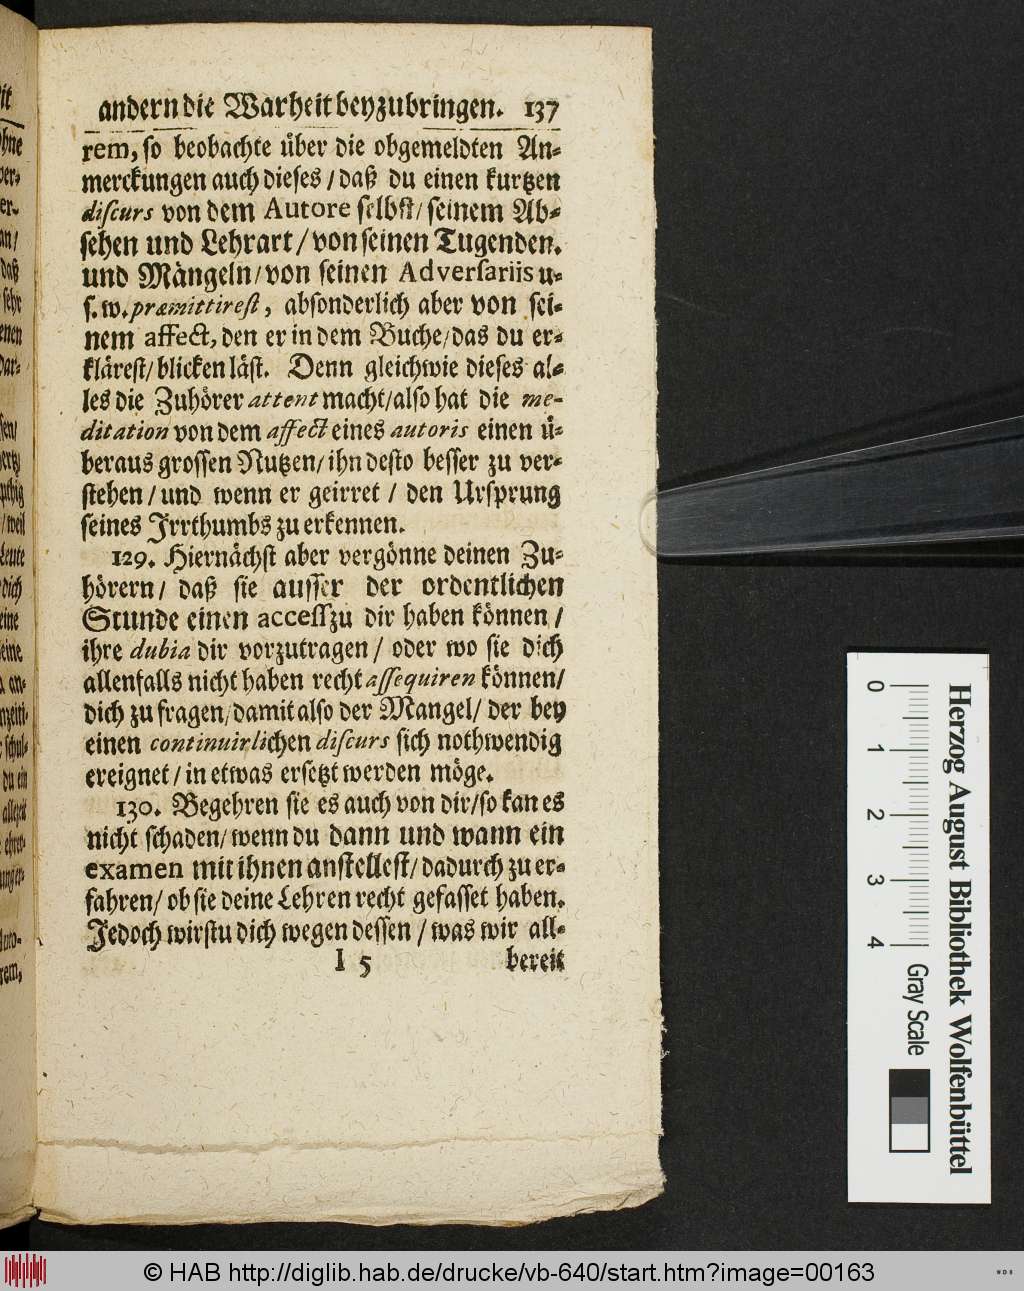 andern die Warheit beyzubringen. 137
rem, so beobachte über die obgemeldten An-
merckungen auch dieses / daß du einen kurtzen
discurs von dem Autore selbst/ seinem Ab-
sehen und Lehrart / von seinen Tugenden.
und Mängeln/ von seinen Adversariis u-
s. w. præmittirest, absonderlich aber von sei-
nem affect, den er in dem Buche/ das du er-
klärest/ blicken läst. Denn gleichwie dieses al-
les die Zuhörer attent macht/ also hat die me-
ditation von dem affect eines autoris einen ü-
beraus grossen Nutzen/ ihn desto besser zu ver-
stehen / und wenn er geirret / den Ursprung
seines Irrthumbs zu erkennen.
129. Hiernächst aber vergönne deinen Zu-
hörern / daß sie ausser der ordentlichen
Stunde einen access zu dir haben können /
ihre dubia dir vorzutragen / oder wo sie dich
allenfalls nicht haben recht assequiren können/
dich zu fragen/ damit also der Mangel/ der bey
einen continuirlichen discurs sich nothwendig
ereignet / in etwas ersetzt werden möge.
130. Begehren sie es auch von dir/ so kan es
nicht schaden/ wenn du dann und wann ein
examen mit ihnen anstellest/ dadurch zu er-
fahren/ ob sie deine Lehren recht gefasset haben.
Jedoch wirstu dich wegen dessen / was wir all-
I 5 bereit
Herzog August Bibliothek Wolfenbüttel
0 1 2 3 4 Gray Scale
© HAB http://diglib.hab.de/drucke/vb-640/start.htm?image=00163